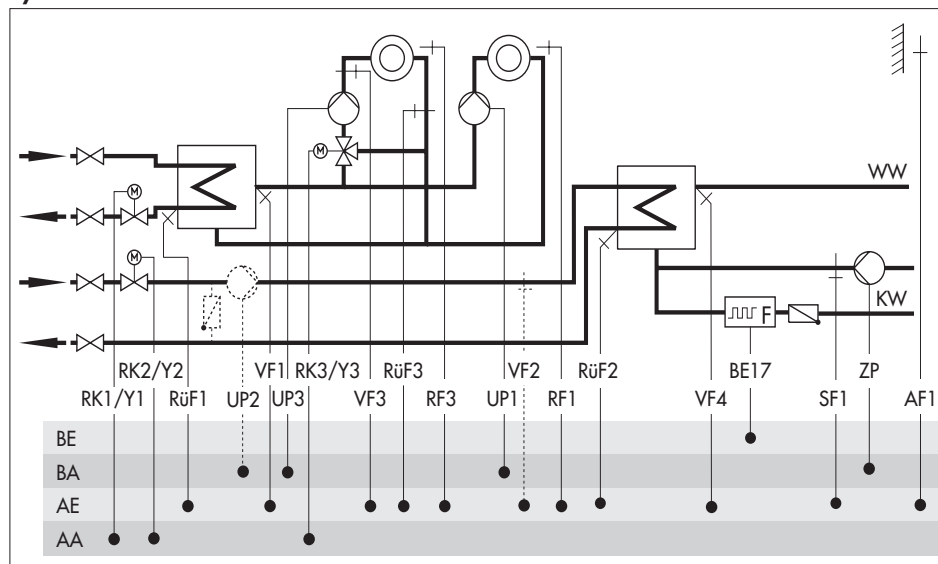 M
M
M
WW
KW
F
RK2/Y2 VF1 RK3/Y3 RüF3 VF2 RüF2 BE17 ZP
RK1/Y1 RüF1 UP2 UP3 VF3 RF3 UP1 RF1 VF4 SF1 AF1
BE
BA
AE
AA